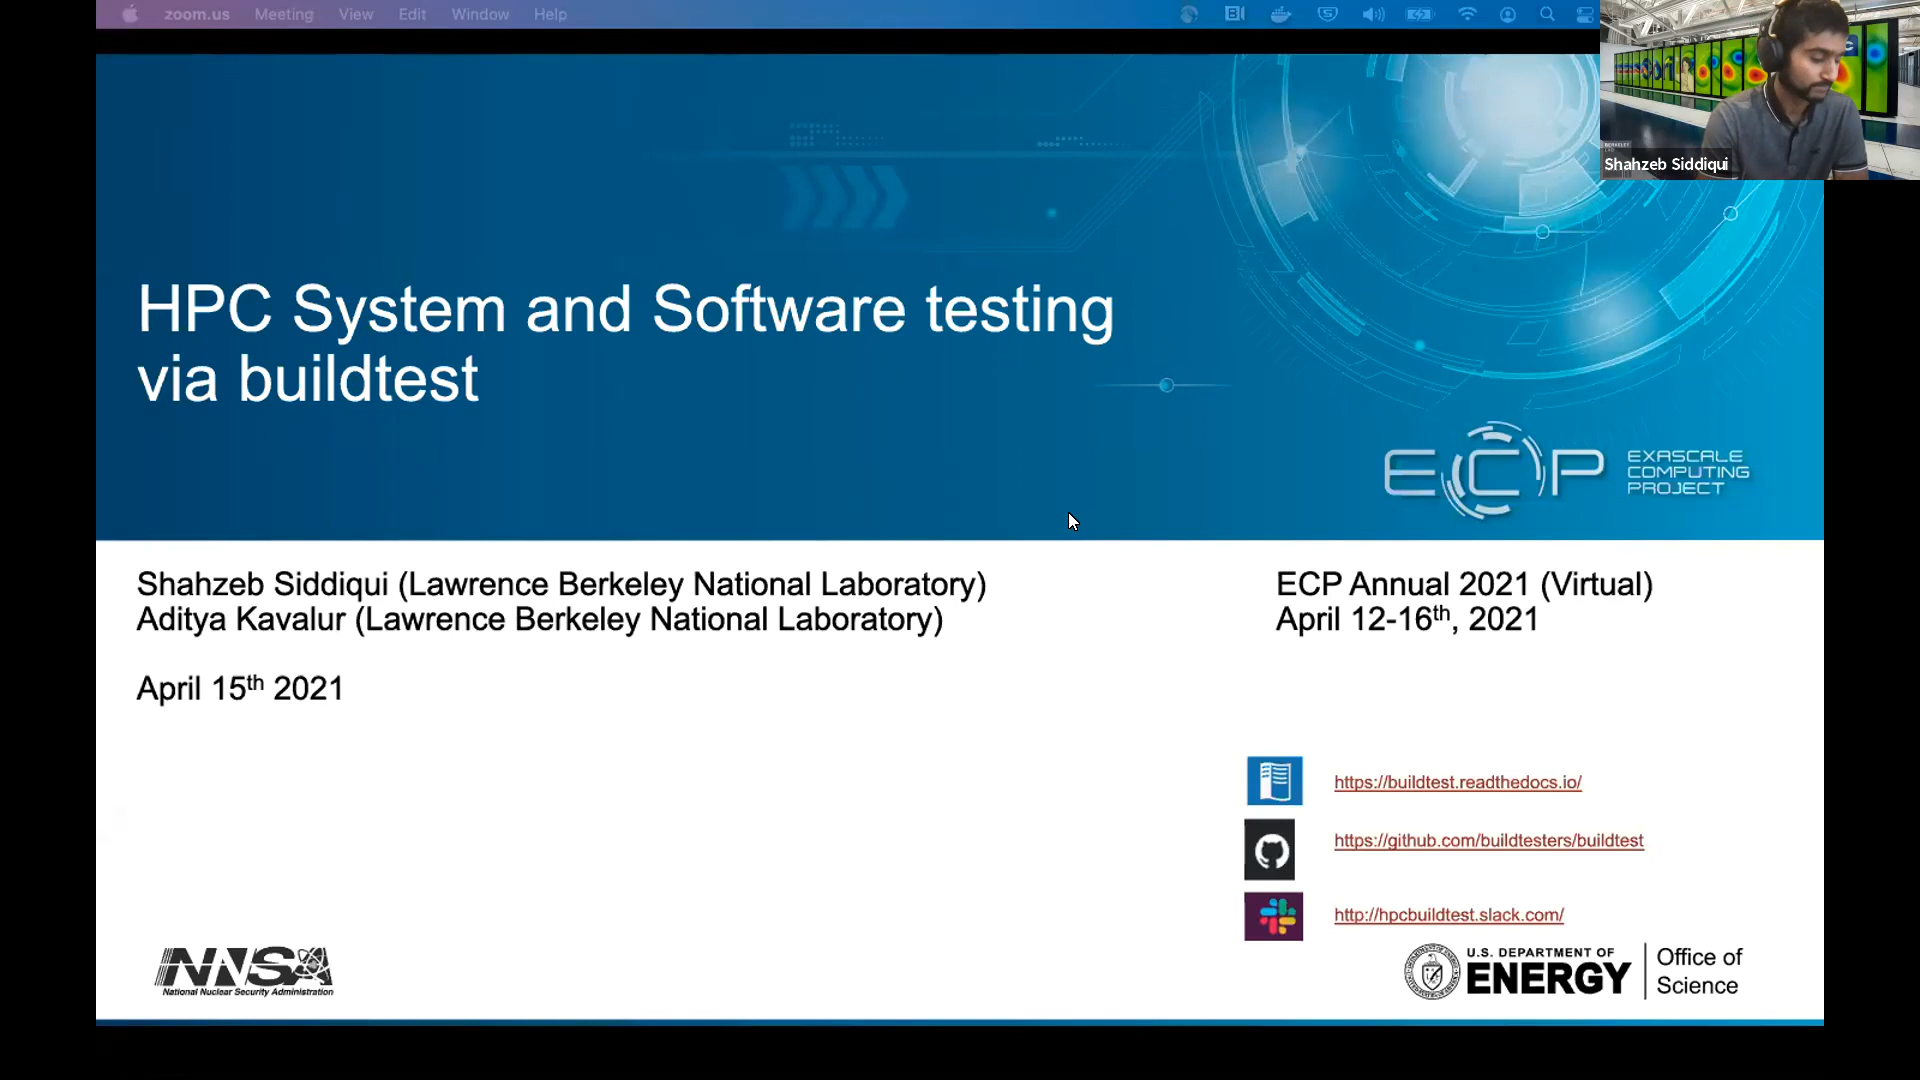 zoom.us Meeting View Edit Window Help
Shahzeb Siddiqui
HPC System and Software testing
via buildtest
ECP EXASCALE
COMPUTING
PROJECT
Shahzeb Siddiqui (Lawrence Berkeley National Laboratory)
Aditya Kavalur (Lawrence Berkeley National Laboratory)
April 15th 2021
ECP Annual 2021 (Virtual)
April 12-16th, 2021
https://buildtest.readthedocs.io/
https://github.com/buildtesters/buildtest
http://hpcbuildtest.slack.com/
NNSA
National Nuclear Security Administration
U.S. DEPARTMENT OF
ENERGY
Office of
Science